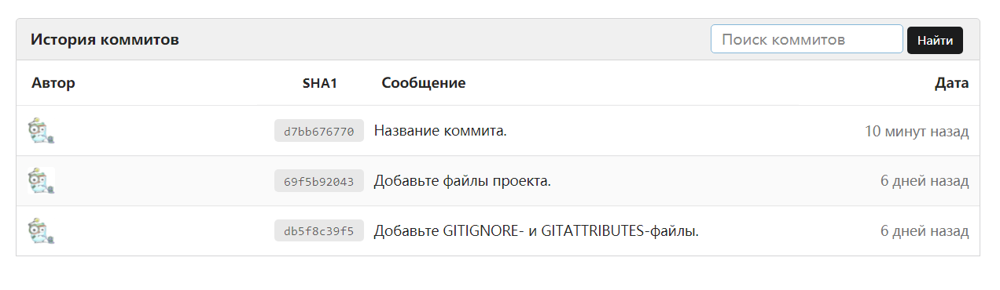 История коммитов Поиск коммитов Найти
Автор SHA1 Сообщение Дата
d7bb676770 Название коммита. 10 минут назад
69f5b92043 Добавьте файлы проекта. 6 дней назад
db5f8c39f5 Добавьте GITIGNORE- и GITATTRIBUTES-файлы. 6 дней назад